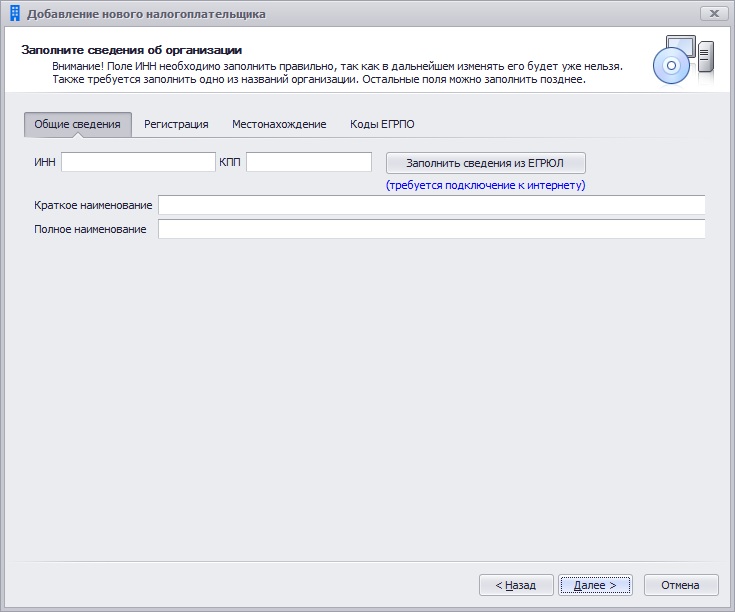 Добавление нового налогоплательщика
Заполните сведения об организации
Внимание! Поле ИНН необходимо заполнить правильно, так как в дальнейшем изменять его будет уже нельзя.
Также требуется заполнить одно из названий организации. Остальные поля можно заполнить позднее.
Общие сведения Регистрация Местонахождение Коды ЕГРПО
ИНН КПП Заполнить сведения из ЕГРЮЛ
(требуется подключение к интернету)
Краткое наименование
Полное наименование
< Назад Далее > Отмена